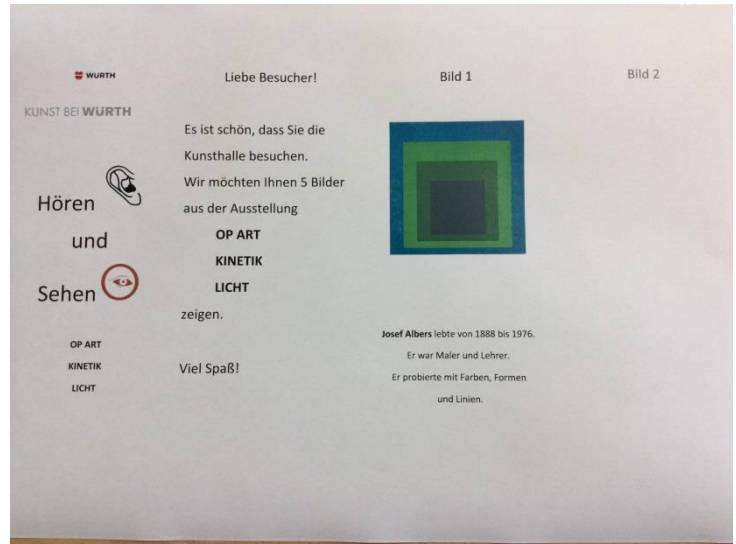 WÜRTH
KUNST BEI WÜRTH
Hören
und
Sehen
OP ART
KINETIK
LICHT
Liebe Besucher!
Es ist schön, dass Sie die
Kunsthalle besuchen.
Wir möchten Ihnen 5 Bilder
aus der Ausstellung
OP ART
KINETIK
LICHT
zeigen.
Viel Spaß!
Bild 1
Josef Albers lebte von 1888 bis 1976.
Er war Maler und Lehrer.
Er probierte mit Farben, Formen
und Linien.
Bild 2